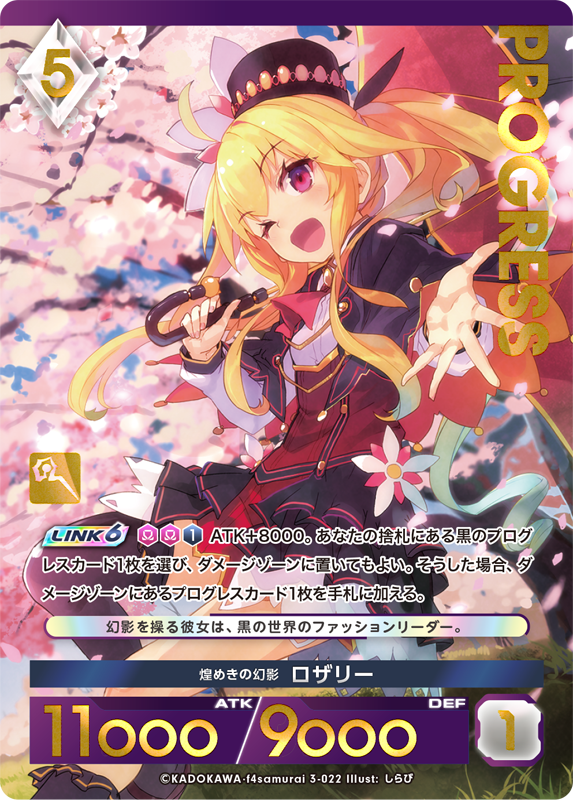 5
PROGRESS
LINK 6 1 ATK+8000。あなたの捨札にある黒のプログ
レスカード1枚を選び、ダメージゾーンに置いてもよい。そうした場合、ダ
メージゾーンにあるプログレスカード1枚を手札に加える。
幻影を操る彼女は、黒の世界のファッションリーダー。
煌めきの幻影 ロザリー
ATK DEF
11000/9000 1
©KADOKAWA・f4samurai 3-022 Illust: しらび